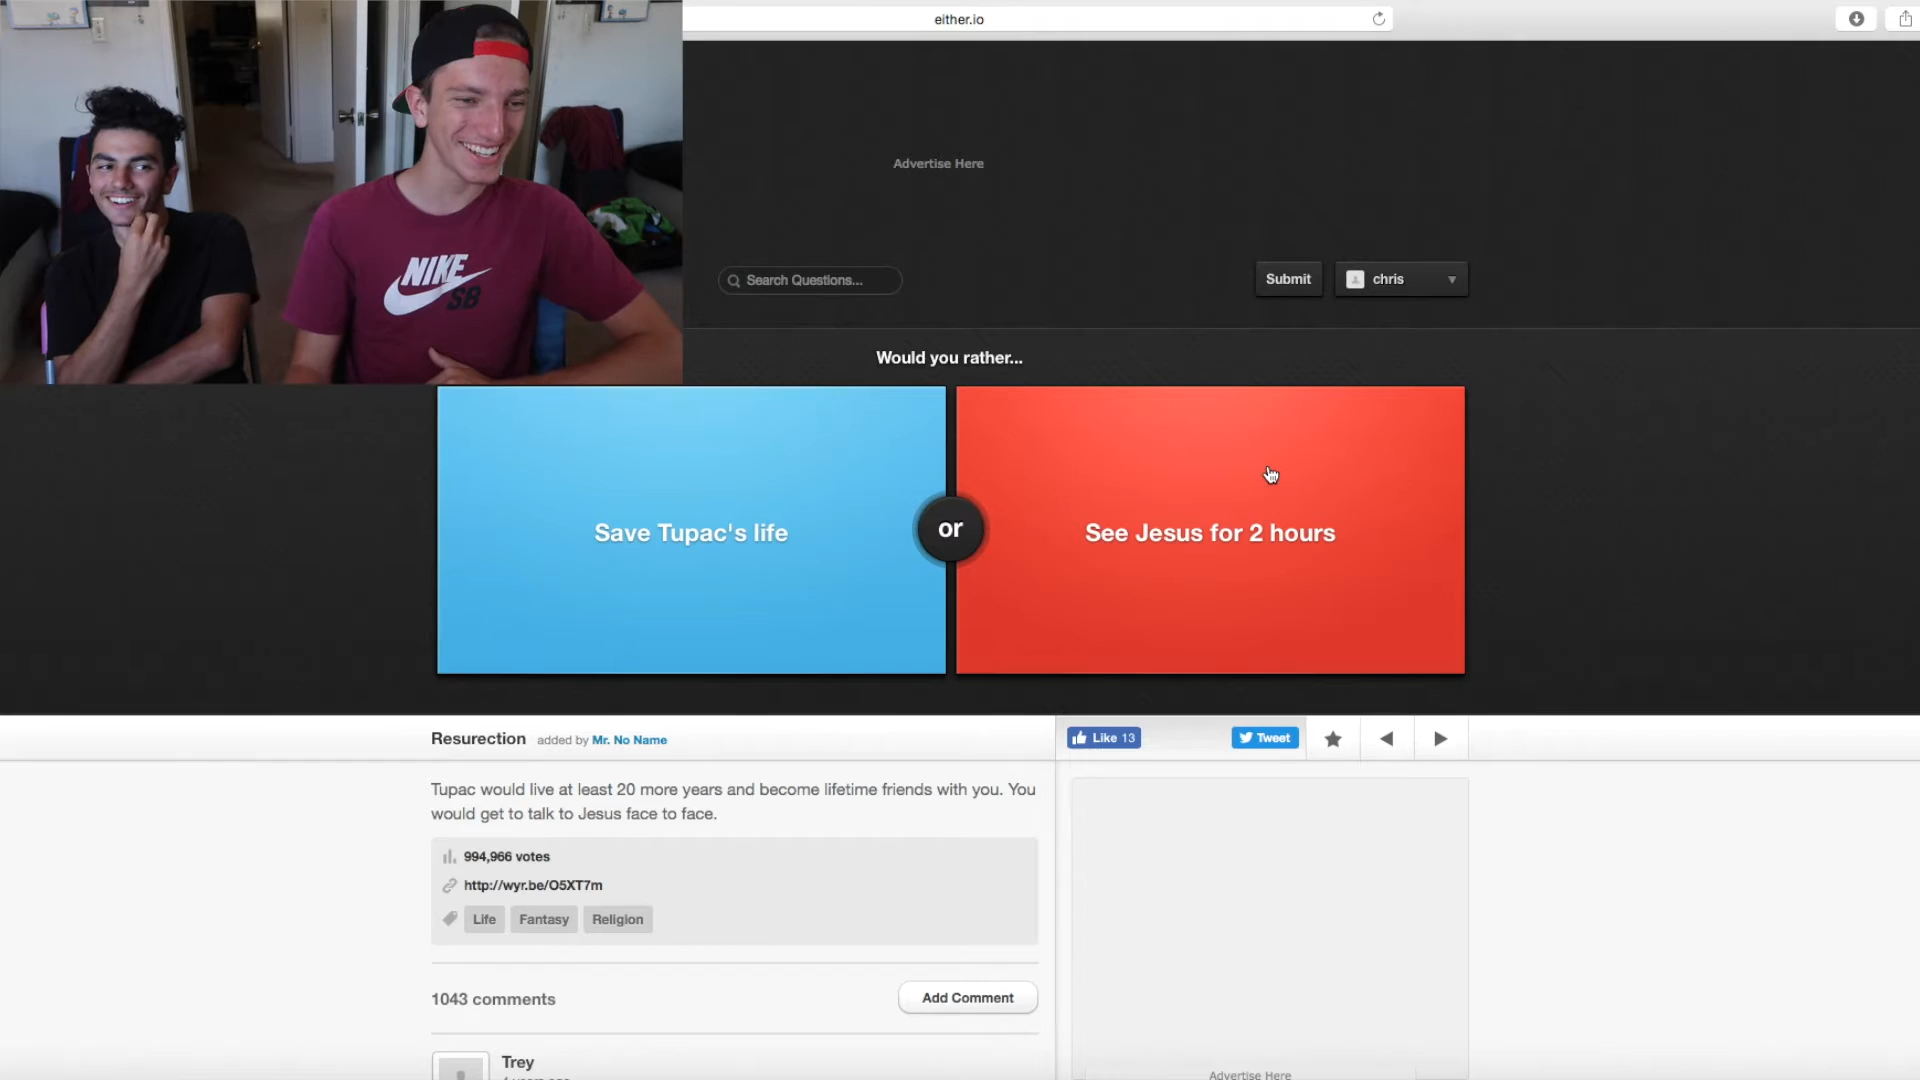 either.io
Advertise Here
Search Questions...
Submit
chris
NIKE
SB
Would you rather...
Save Tupac's life
or
See Jesus for 2 hours
Resurection added by Mr. No Name
Like 13
Tweet
Tupac would live at least 20 more years and become lifetime friends with you. You
would get to talk to Jesus face to face.
994,966 votes
http://wyr.be/O5XT7m
Life Fantasy Religion
1043 comments
Add Comment
Trey
Advertise Here